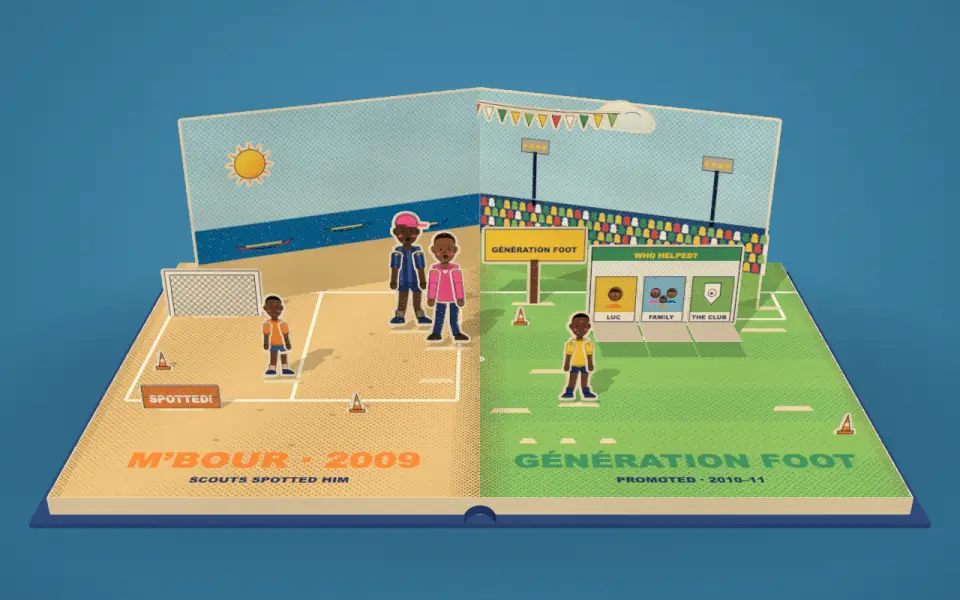 GÉNÉRATION FOOT
WHO HELPED?
LUC
FAMILY
THE CLUB
SPOTTED!
M’BOUR · 2009
SCOUTS SPOTTED HIM
GÉNÉRATION FOOT
PROMOTED · 2010–11